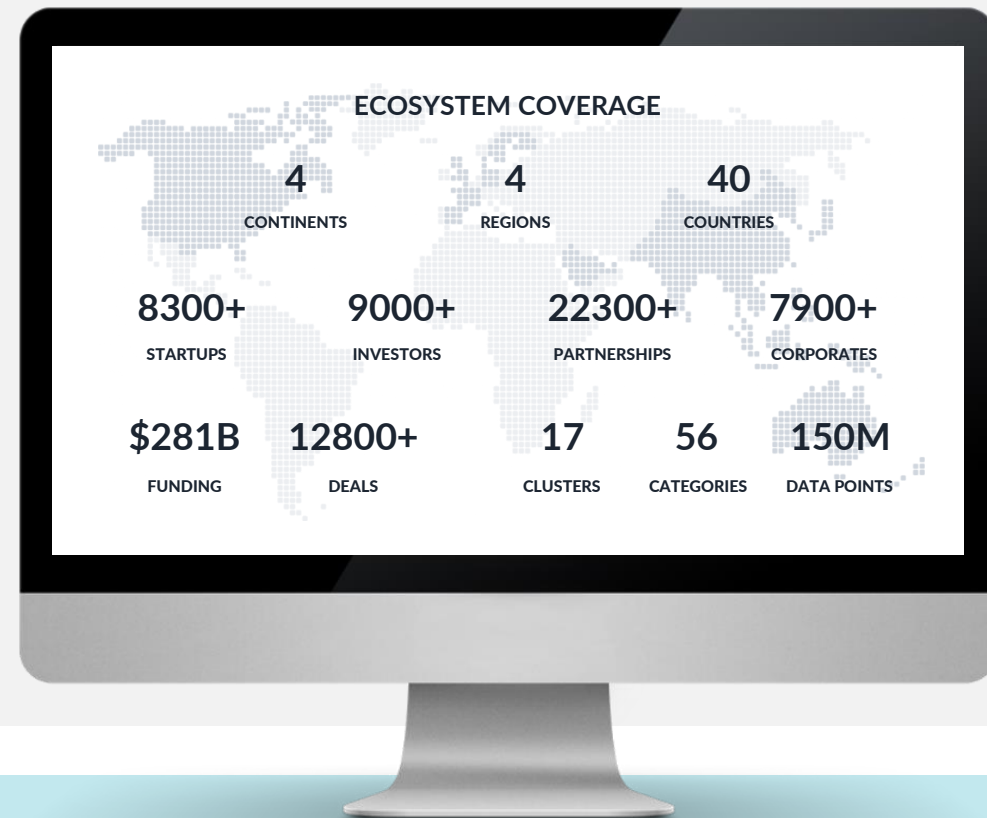 ECOSYSTEM COVERAGE
4 4 40
CONTINENTS REGIONS COUNTRIES
8300+ 9000+ 22300+ 7900+
STARTUPS INVESTORS PARTNERSHIPS CORPORATES
$281B 12800+ 17 56 150M
FUNDING DEALS CLUSTERS CATEGORIES DATA POINTS